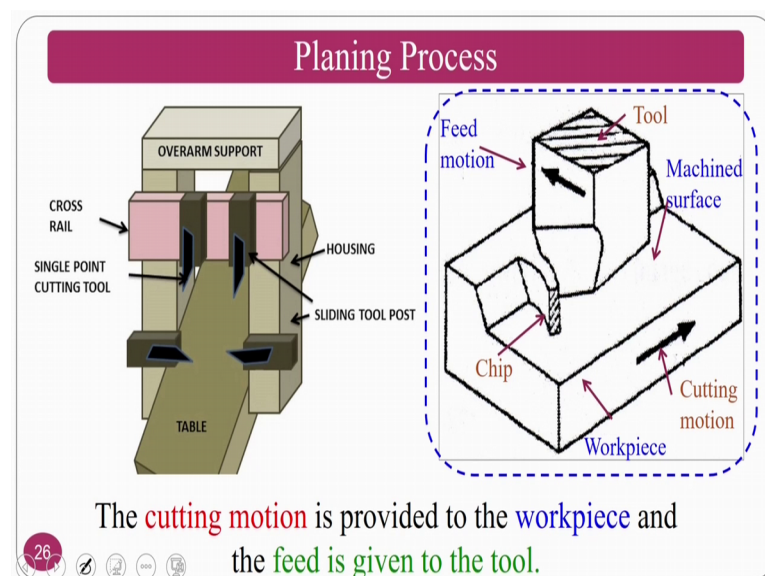 Planing Process
OVERARM SUPPORT
CROSS
RAIL
SINGLE POINT
CUTTING TOOL
HOUSING
SLIDING TOOL POST
TABLE
Feed
motion
Tool
Machined
surface
Chip
Cutting
motion
Workpiece
The cutting motion is provided to the workpiece and
the feed is given to the tool.
26